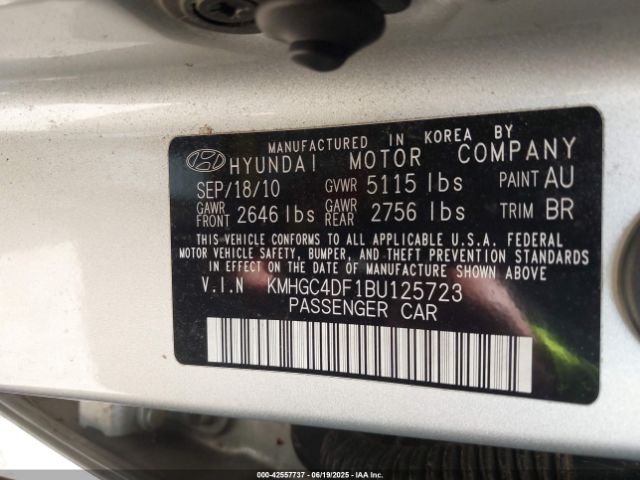 MANUFACTURED IN KOREA BY
HYUNDAI MOTOR COMPANY
SEP/18/10 GVWR 5115 lbs PAINT AU
GAWR FRONT 2646 lbs GAWR REAR 2756 lbs TRIM BR
THIS VEHICLE CONFORMS TO ALL APPLICABLE U.S.A. FEDERAL
MOTOR VEHICLE SAFETY, BUMPER, AND THEFT PREVENTION STANDARDS
IN EFFECT ON THE DATE OF MANUFACTURE SHOWN ABOVE
V.I.N KMHGC4DF1BU125723
PASSENGER CAR
000-42557737 - 06/19/2025 - IAA Holdings, LLC